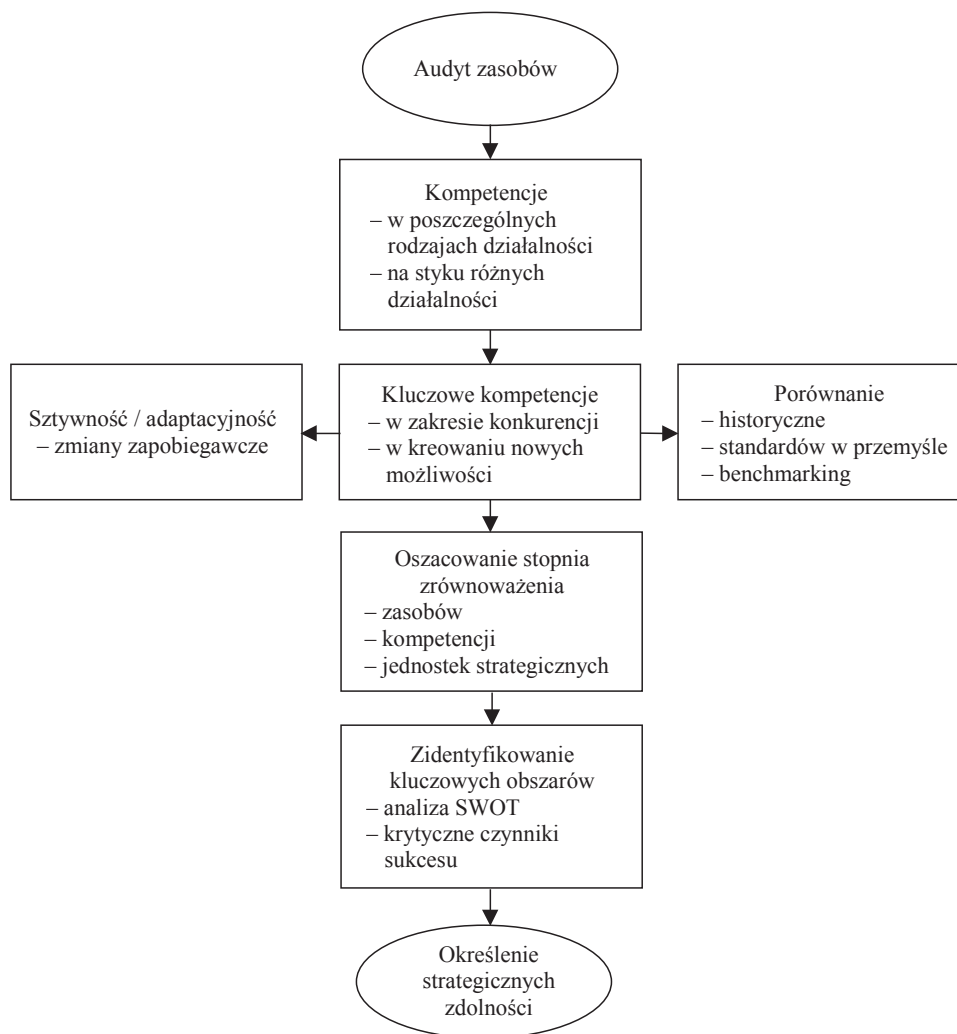 Audyt zasobów
Kompetencje
– w poszczególnych
rodzajach działalności
– na styku różnych
działalności
Sztywność / adaptacyjność
– zmiany zapobiegawcze
Kluczowe kompetencje
– w zakresie konkurencji
– w kreowaniu nowych
możliwości
Porównanie
– historyczne
– standardów w przemyśle
– benchmarking
Oszacowanie stopnia
zrównoważenia
– zasobów
– kompetencji
– jednostek strategicznych
Zidentyfikowanie
kluczowych obszarów
– analiza SWOT
– krytyczne czynniki
sukcesu
Określenie
strategicznych
zdolności